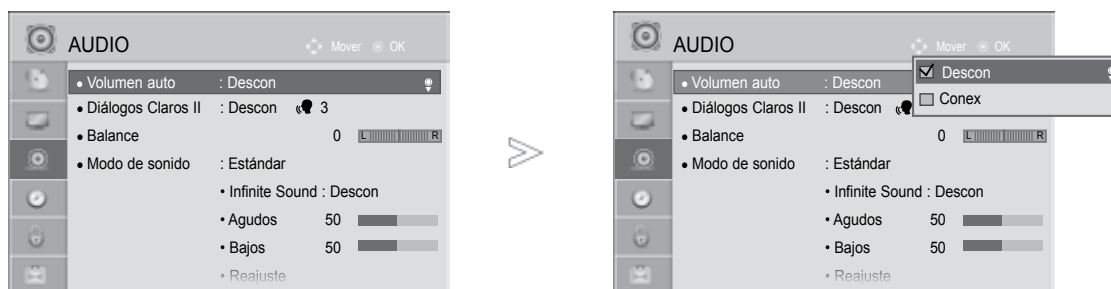 AUDIO
Mover OK
• Volumen auto : Descon
• Diálogos Claros II : Descon 3
• Balance 0 L R
• Modo de sonido : Estándar
• Infinite Sound : Descon
• Agudos 50
• Bajos 50
• Reajuste
AUDIO
Mover OK
• Volumen auto : Descon
Descon
Conex
• Diálogos Claros II : Descon
• Balance 0 L R
• Modo de sonido : Estándar
• Infinite Sound : Descon
• Agudos 50
• Bajos 50
• Reajuste